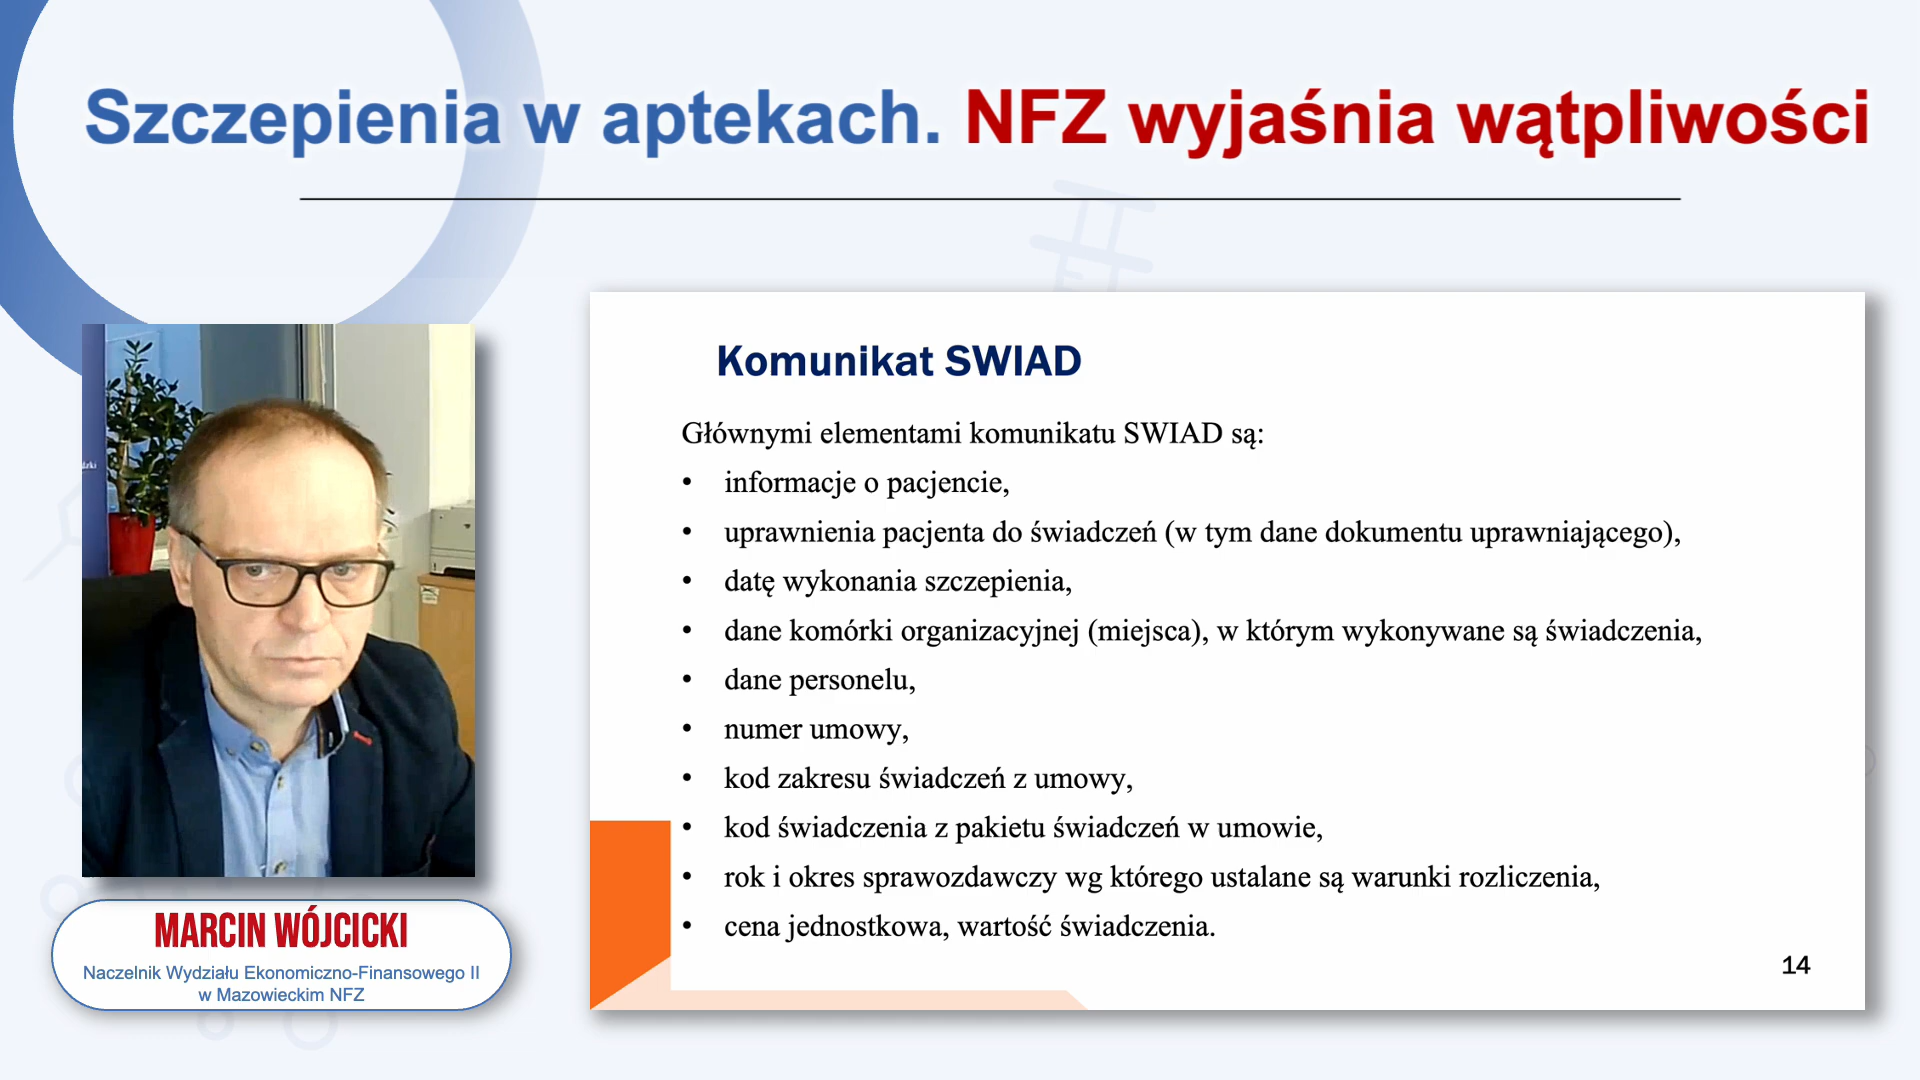 Szczepienia w aptekach. NFZ wyjaśnia wątpliwości
Komunikat SWIAD
Głównymi elementami komunikatu SWIAD są:
• informacje o pacjencie,
• uprawnienia pacjenta do świadczeń (w tym dane dokumentu uprawniającego),
• datę wykonania szczepienia,
• dane komórki organizacyjnej (miejsca), w którym wykonywane są świadczenia,
• dane personelu,
• numer umowy,
• kod zakresu świadczeń z umowy,
• kod świadczenia z pakietu świadczeń w umowie,
• rok i okres sprawozdawczy wg którego ustalane są warunki rozliczenia,
• cena jednostkowa, wartość świadczenia.
14
MARCIN WÓJCICKI
Naczelnik Wydziału Ekonomiczno-Finansowego II
w Mazowieckim NFZ